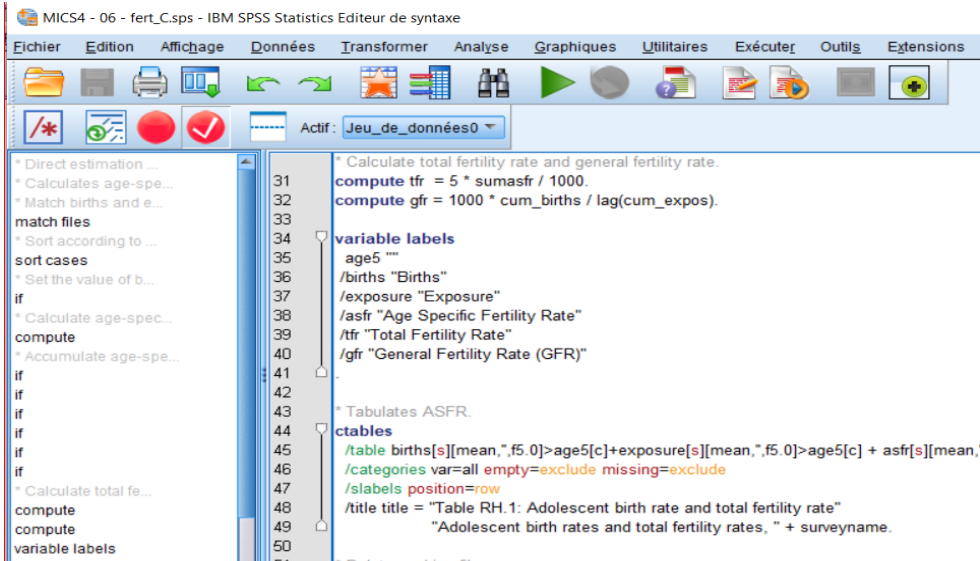 MICS4 - 06 - fert_C.sps - IBM SPSS Statistics Editeur de syntaxe
Fichier Edition Affichage Données Transformer Analyse Graphiques Utilitaires Exécuter Outils Extensions
Actif : Jeu_de_données0
* Direct estimation ...
* Calculates age-spe...
* Match births and e...
match files
* Sort according to ...
sort cases
* Set the value of b...
if
* Calculate age-spec...
compute
* Accumulate age-spe...
if
if
if
if
if
if
* Calculate total fe...
compute
compute
variable labels
* Calculate total fertility rate and general fertility rate.
31 compute tfr = 5 * sumasfr / 1000.
32 compute gfr = 1000 * cum_births / lag(cum_expos).
33
34 variable labels
35 age5 ""
36 /births "Births"
37 /exposure "Exposure"
38 /asfr "Age Specific Fertility Rate"
39 /tfr "Total Fertility Rate"
40 /gfr "General Fertility Rate (GFR)"
41 .
42
43 * Tabulates ASFR.
44 ctables
45 /table births[s][mean,'',f5.0]>age5[c]+exposure[s][mean,'',f5.0]>age5[c] + asfr[s][mean,'
46 /categories var=all empty=exclude missing=exclude
47 /slabels position=row
48 /title title = "Table RH.1: Adolescent birth rate and total fertility rate"
49 "Adolescent birth rates and total fertility rates, " + surveyname.
50